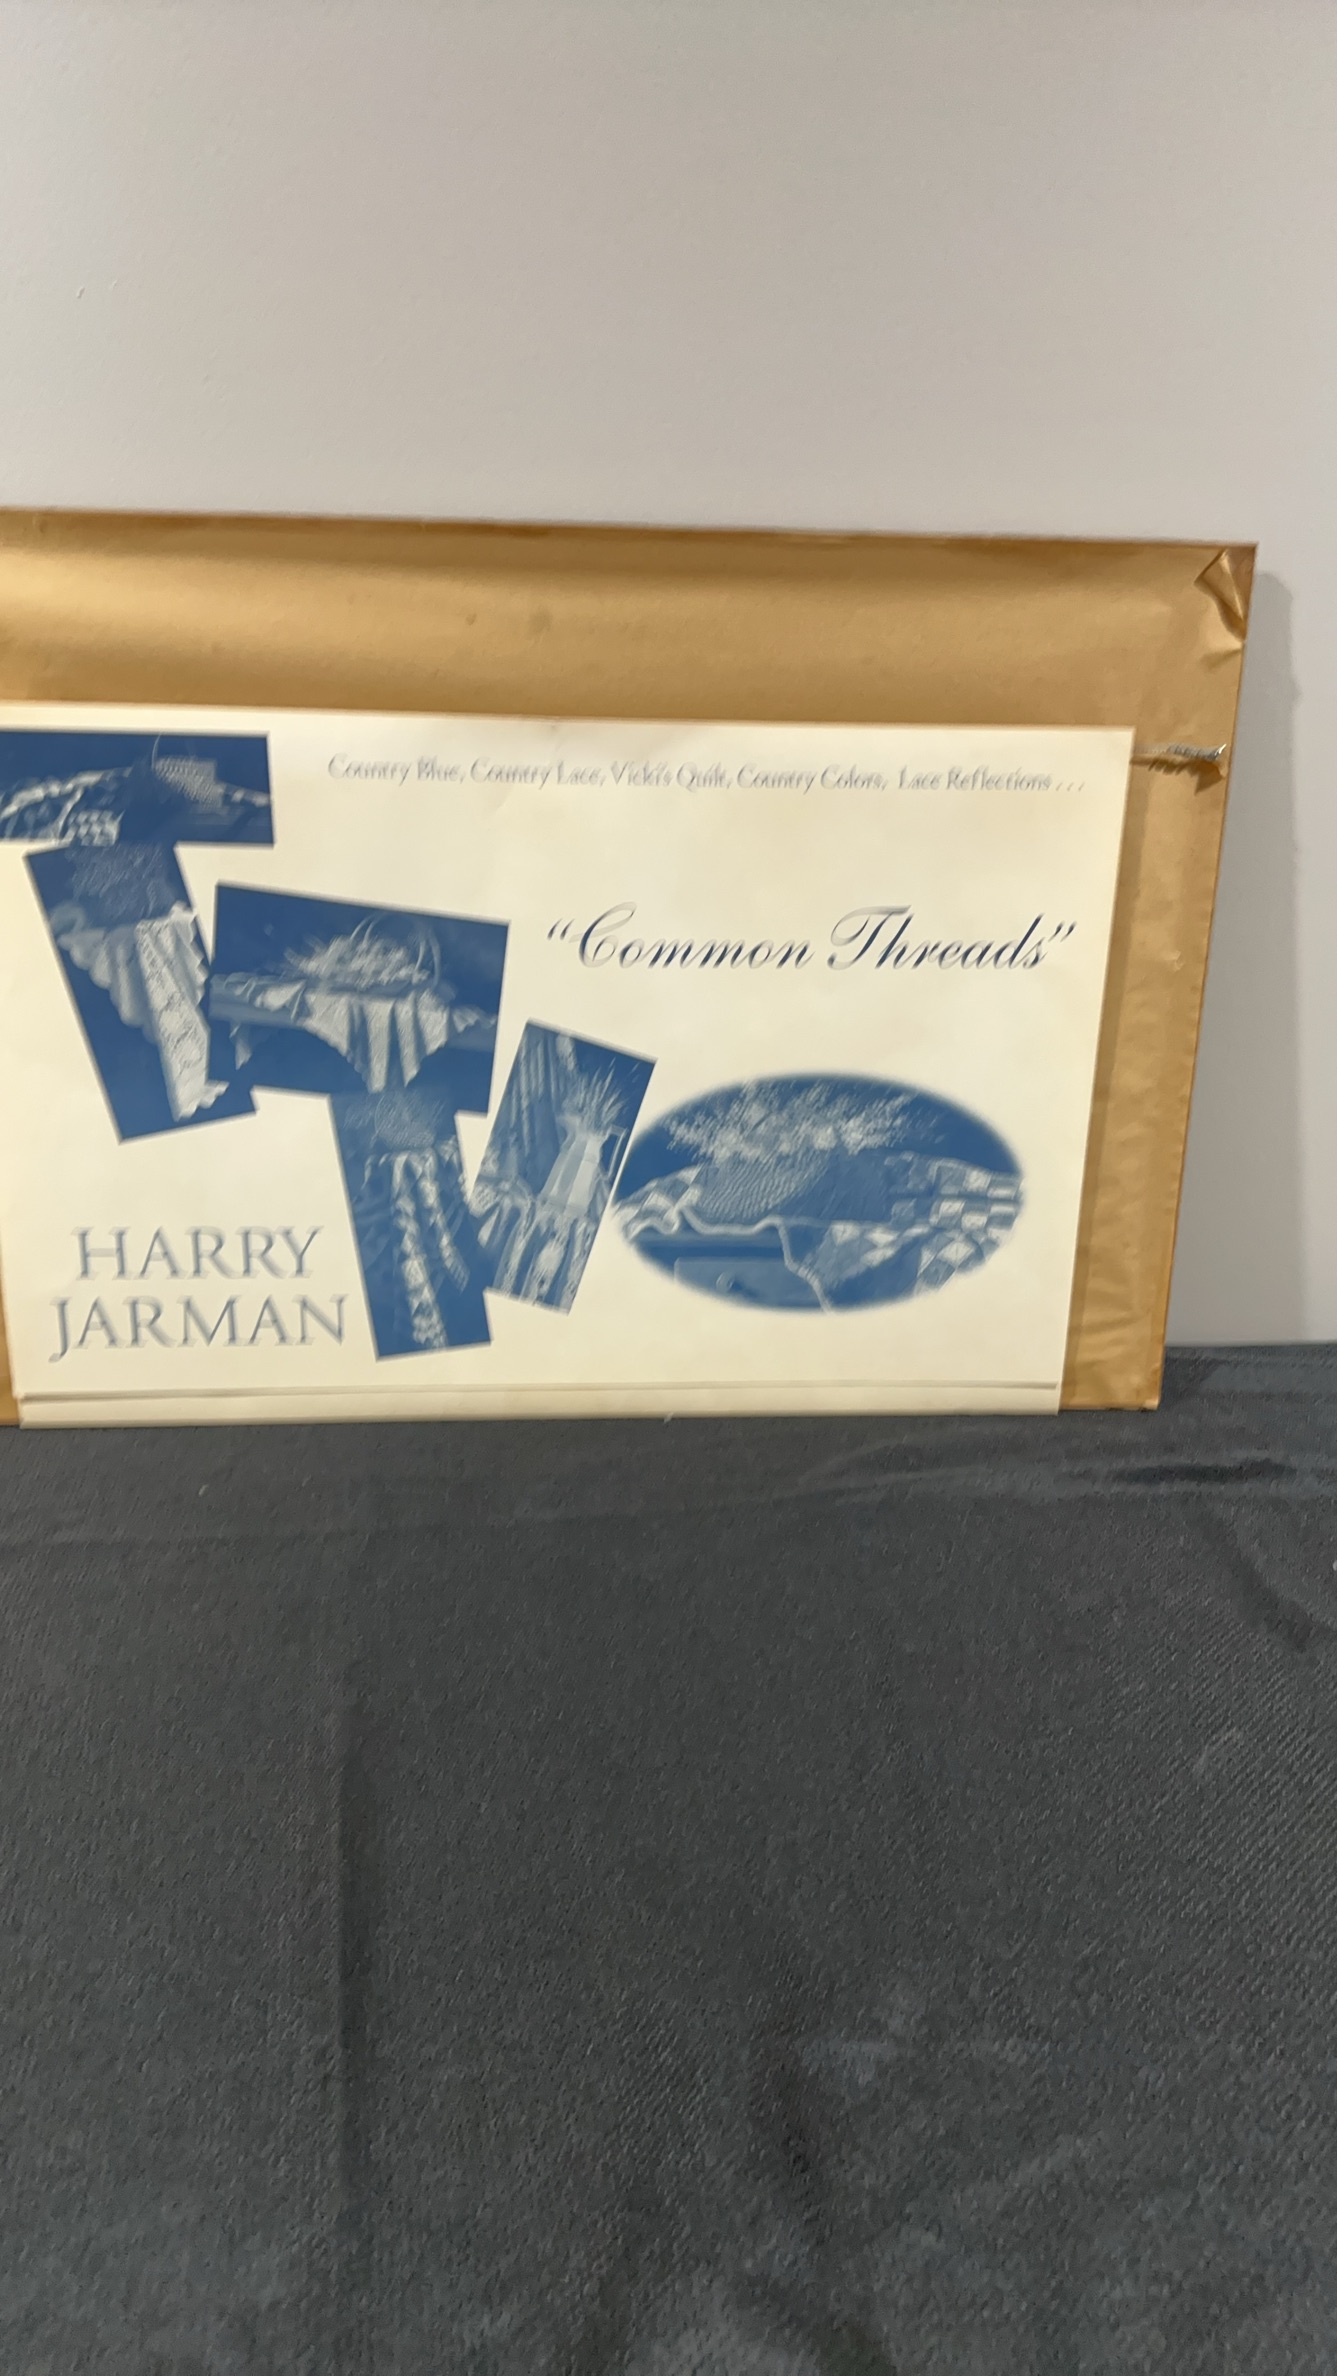 Country Blue, Country Lace, Vicki's Quilt, Country Colors, Lace Reflections . . .
“Common Threads”
HARRY
JARMAN